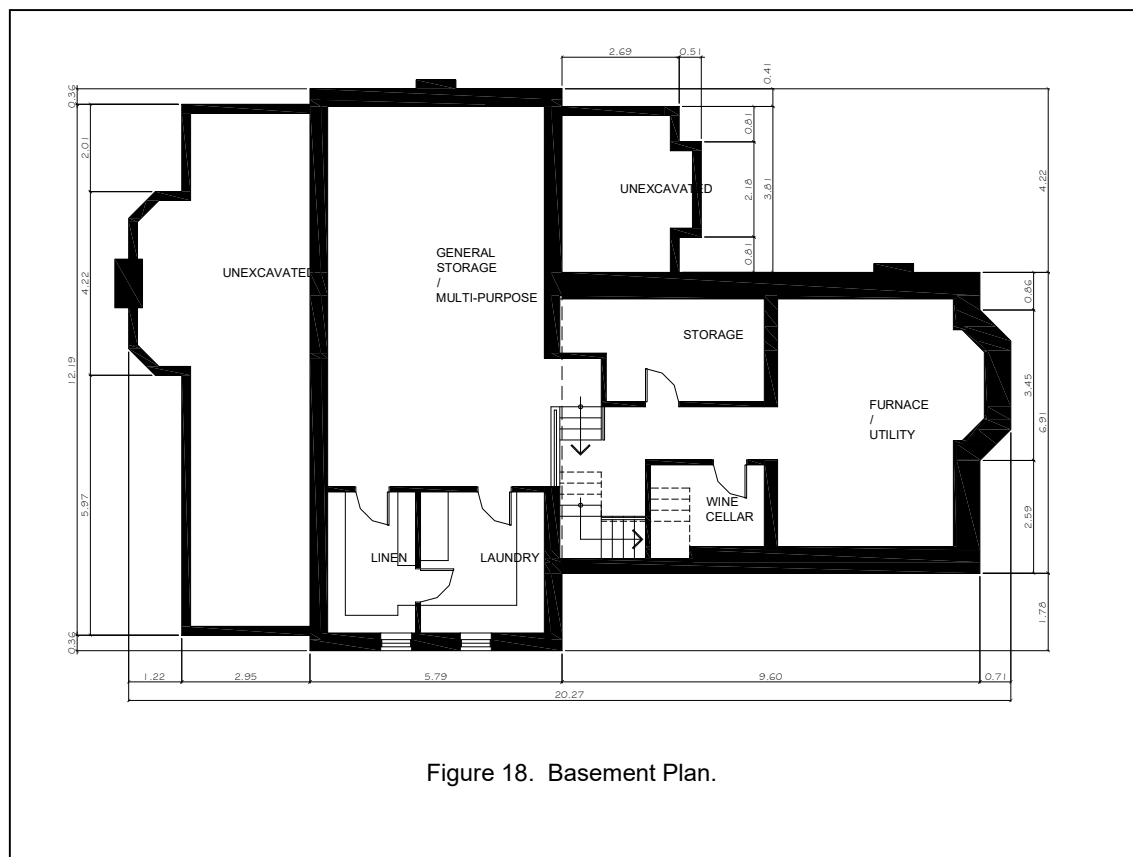 2.69
0.51
0.36
0.41
2.01
0.81
2.18
3.81
4.22
UNEXCAVATED
GENERAL
STORAGE
/
MULTI-PURPOSE
UNEXCAVATED
4.22
0.81
0.86
12.19
STORAGE
3.45
FURNACE
/
UTILITY
6.91
5.97
WINE
CELLAR
2.59
LINEN
LAUNDRY
1.78
0.36
1.22
2.95
5.79
9.60
0.71
20.27
Figure 18. Basement Plan.